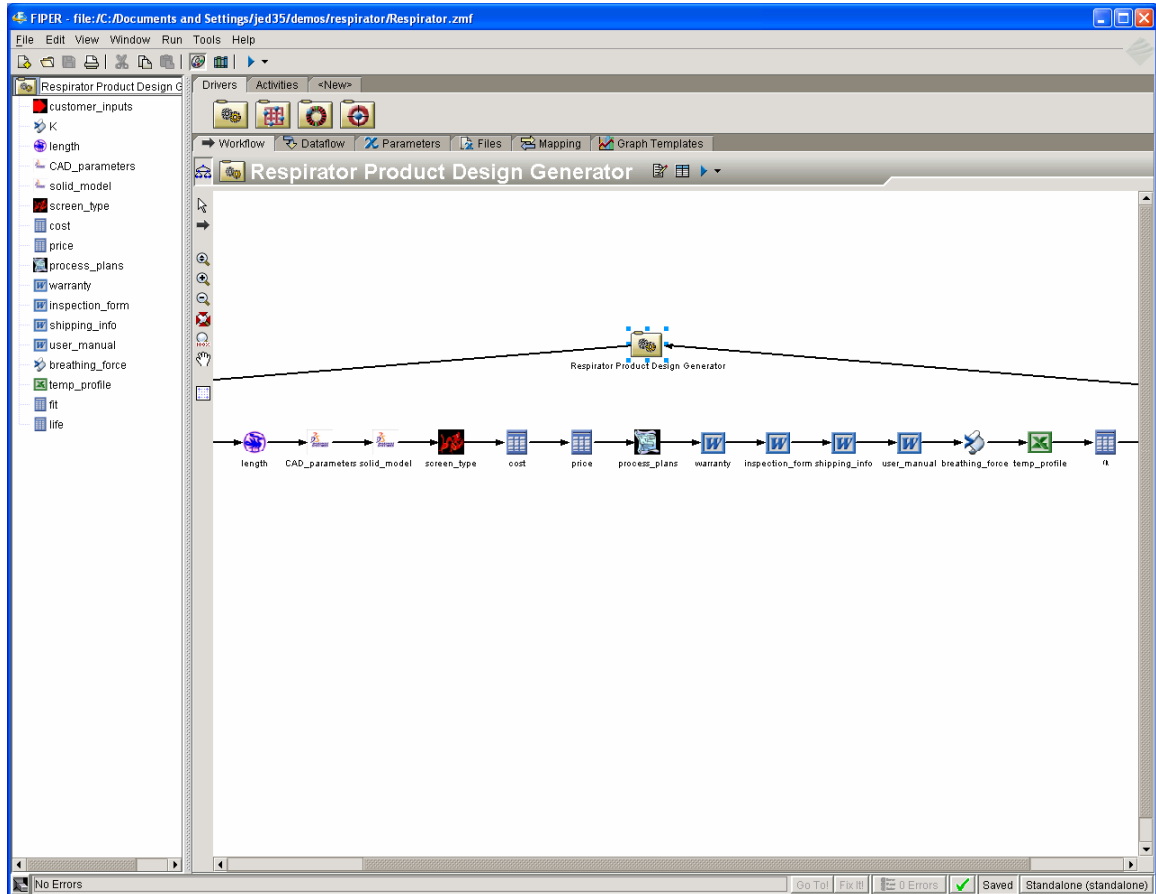 FIPER - file:/C:/Documents and Settings/jed35/demos/respirator/Respirator.zmf
File Edit View Window Run Tools Help
Respirator Product Design G
customer_inputs
K
length
CAD_parameters
solid_model
screen_type
cost
price
process_plans
warranty
inspection_form
shipping_info
user_manual
breathing_force
temp_profile
fit
life
Drivers Activities <New>
Workflow Dataflow Parameters Files Mapping Graph Templates
Respirator Product Design Generator
Respirator Product Design Generator
length CAD_parameters solid_model screen_type cost price process_plans warranty inspection_form shipping_info user_manual breathing_force temp_profile fit
No Errors Go To! Fix It! 0 Errors Saved Standalone (standalone)